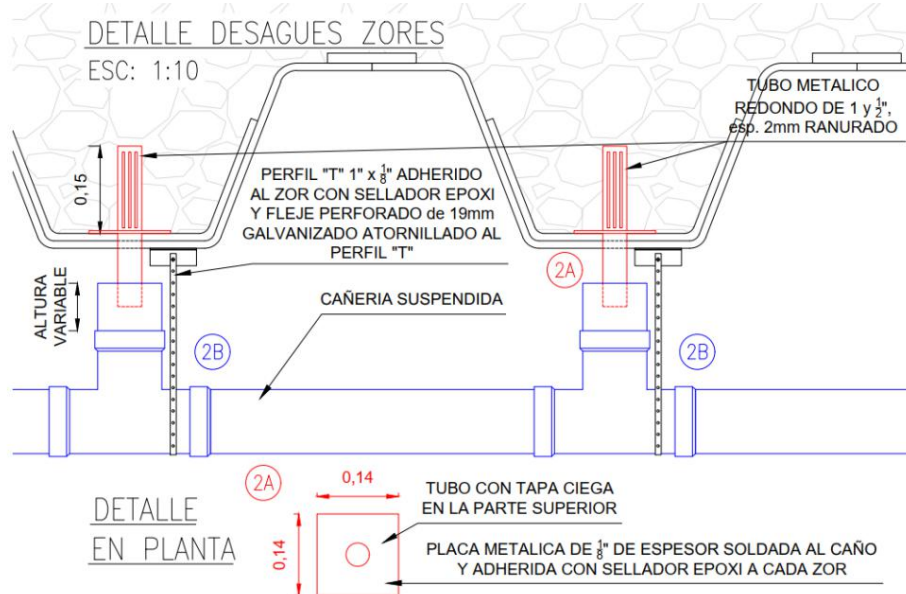 DETALLE DESAGUES ZORES
ESC: 1:10
TUBO METALICO
REDONDO DE 1 y 1/2",
esp. 2mm RANURADO
0,15
PERFIL "T" 1" x 1/8" ADHERIDO
AL ZOR CON SELLADOR EPOXI
Y FLEJE PERFORADO de 19mm
GALVANIZADO ATORNILLADO AL
PERFIL "T"
2A
ALTURA
VARIABLE
CAÑERIA SUSPENDIDA
2B
2B
2A
0,14
DETALLE
EN PLANTA
0,14
TUBO CON TAPA CIEGA
EN LA PARTE SUPERIOR
PLACA METALICA DE 1/8" DE ESPESOR SOLDADA AL CAÑO
Y ADHERIDA CON SELLADOR EPOXI A CADA ZOR